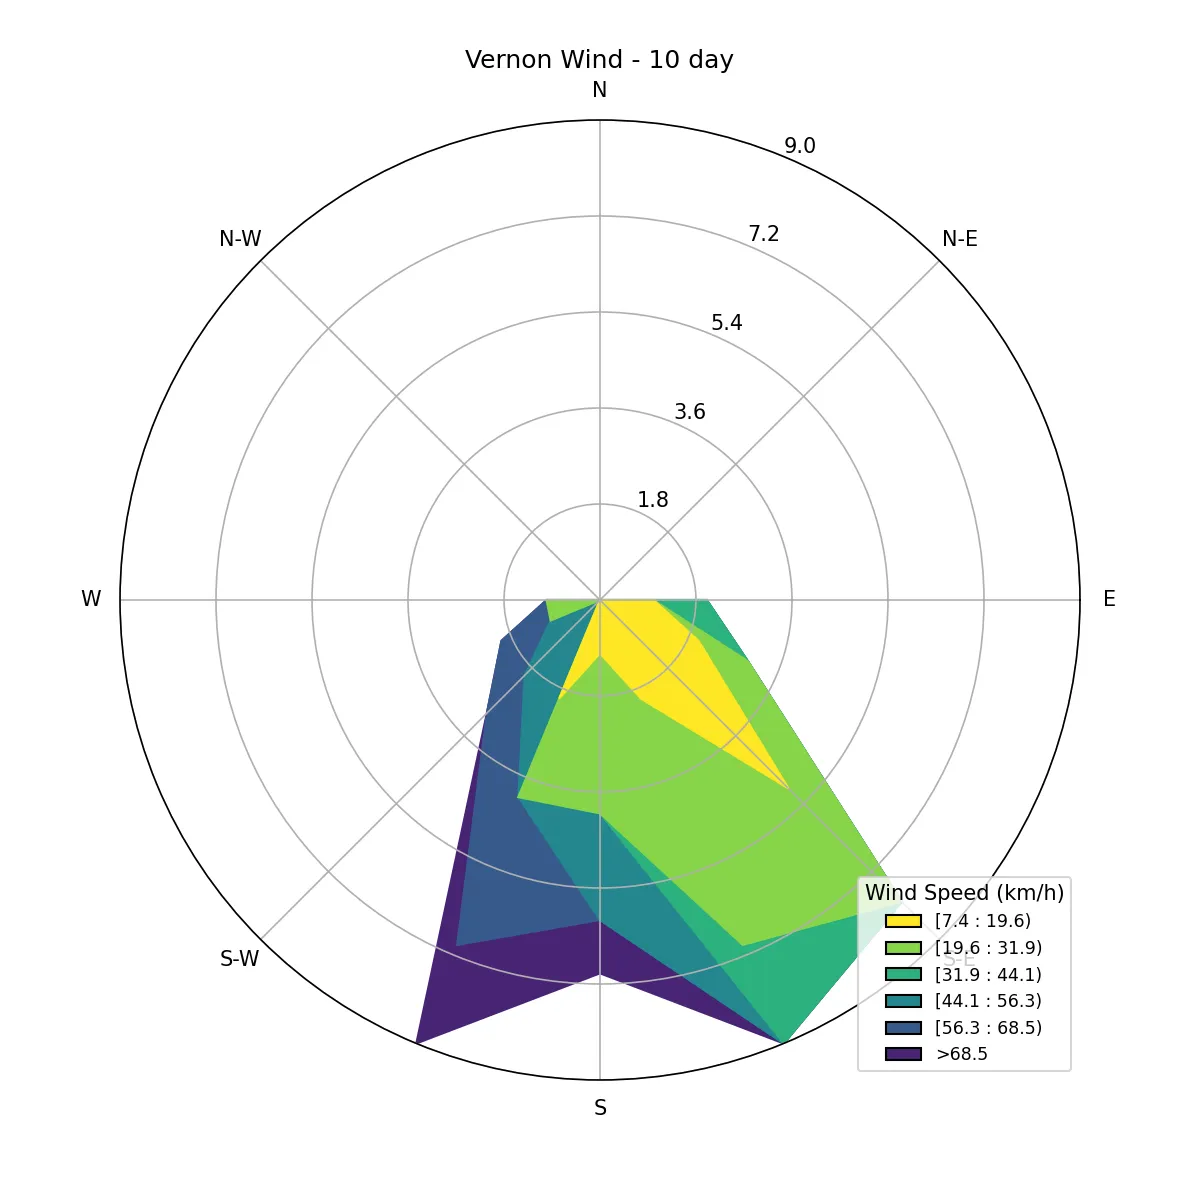 Vernon Wind - 10 day
N
9.0
N-W
7.2
N-E
5.4
3.6
1.8
W
E
S-W
S-E
S
Wind Speed (km/h)
[7.4 : 19.6)
[19.6 : 31.9)
[31.9 : 44.1)
[44.1 : 56.3)
[56.3 : 68.5)
>68.5